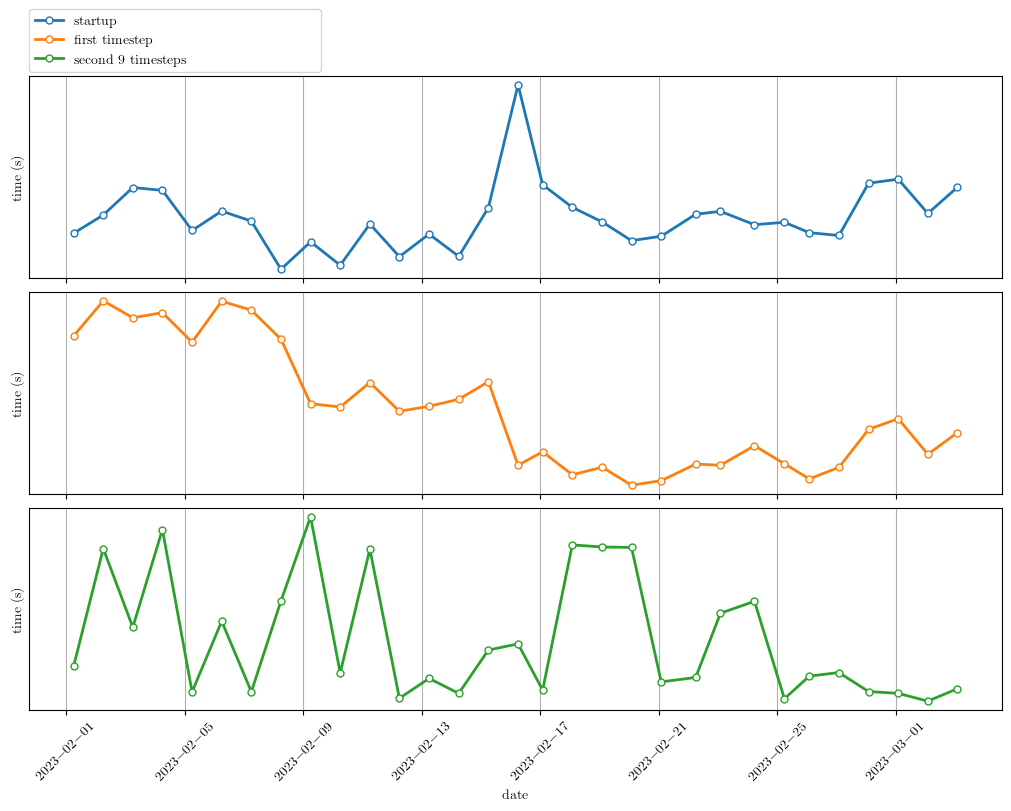 startup
first timestep
second 9 timesteps
time (s)
time (s)
time (s)
2023−02−01
2023−02−05
2023−02−09
2023−02−13
2023−02−17
2023−02−21
2023−02−25
2023−03−01
date